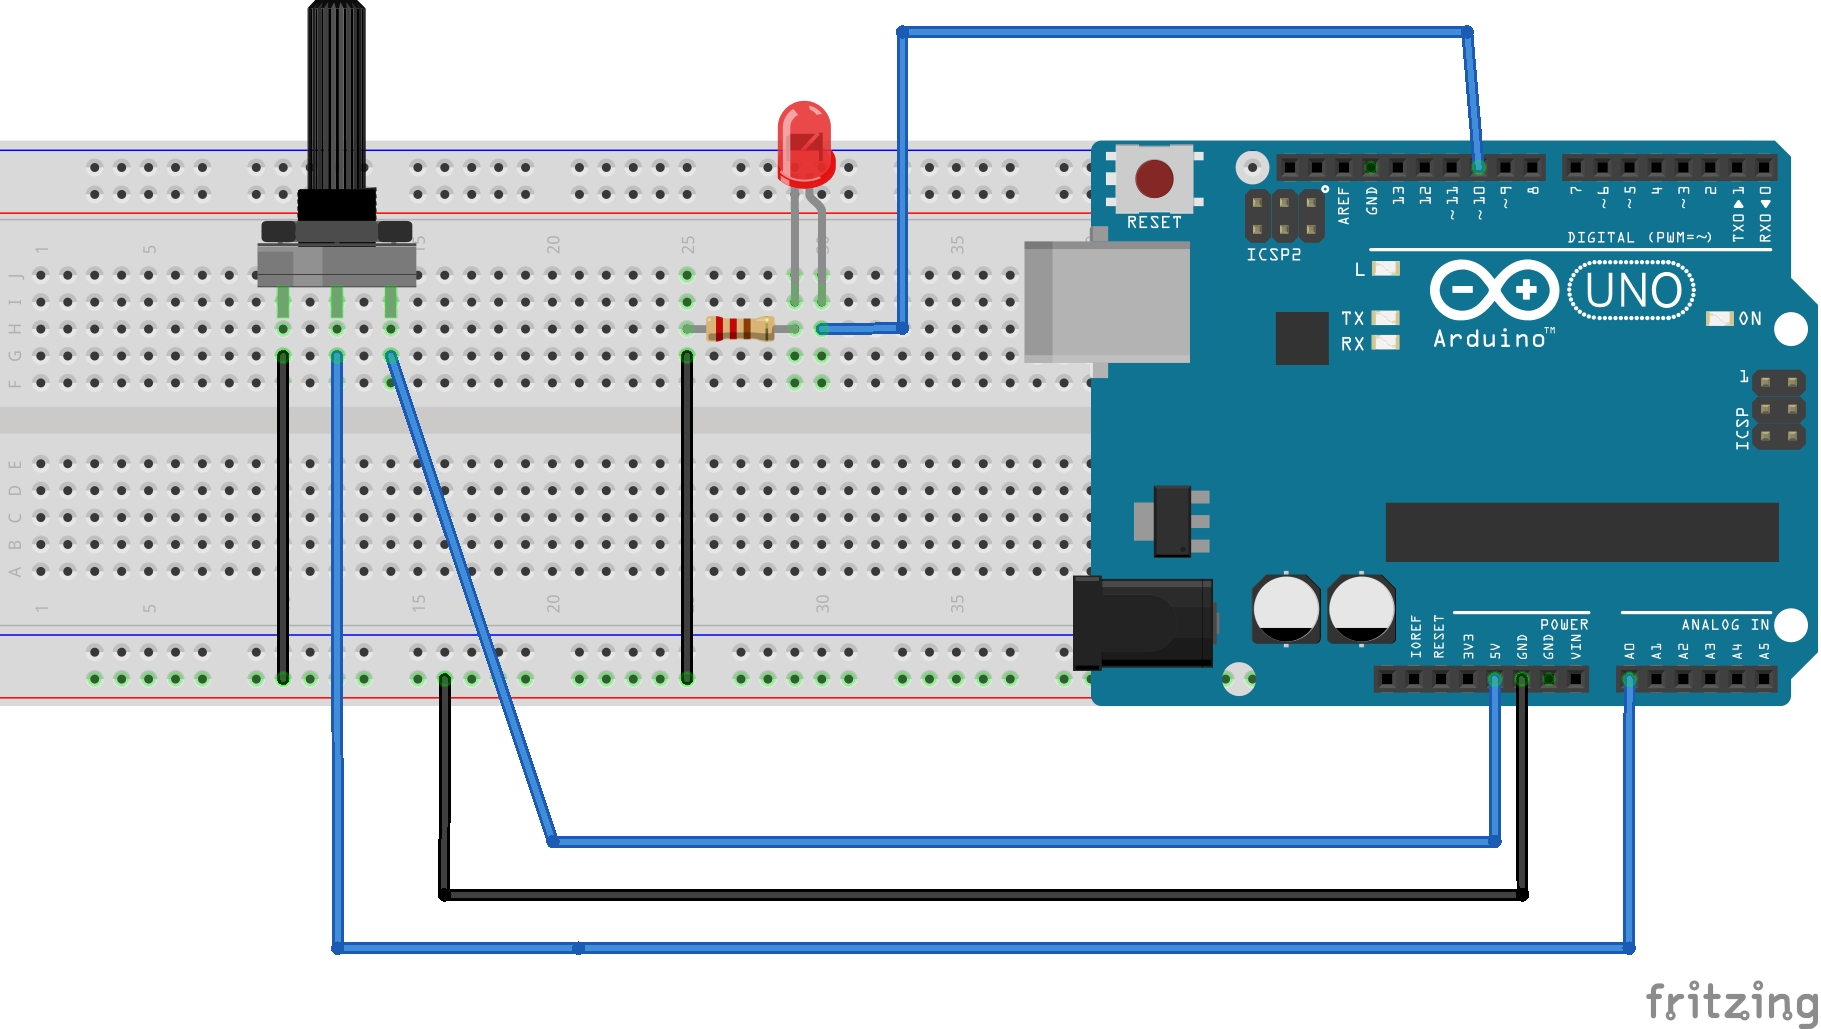 1 5 15 20 25 30 35
J
I
H
G
F
E
D
C
B
A
1 5 15 20 30 35
RESET
ICSP2
AREF
GND
13
12
~11
~10
~9
8
7
~6
~5
4
~3
2
TX0▶1
RX0◀0
DIGITAL (PWM=~)
L
TX
RX
UNO
Arduino™
ON
1
ICSP
IOREF
RESET
3V3
5V
GND
GND
VIN
POWER
ANALOG IN
A0
A1
A2
A3
A4
A5
fritzing